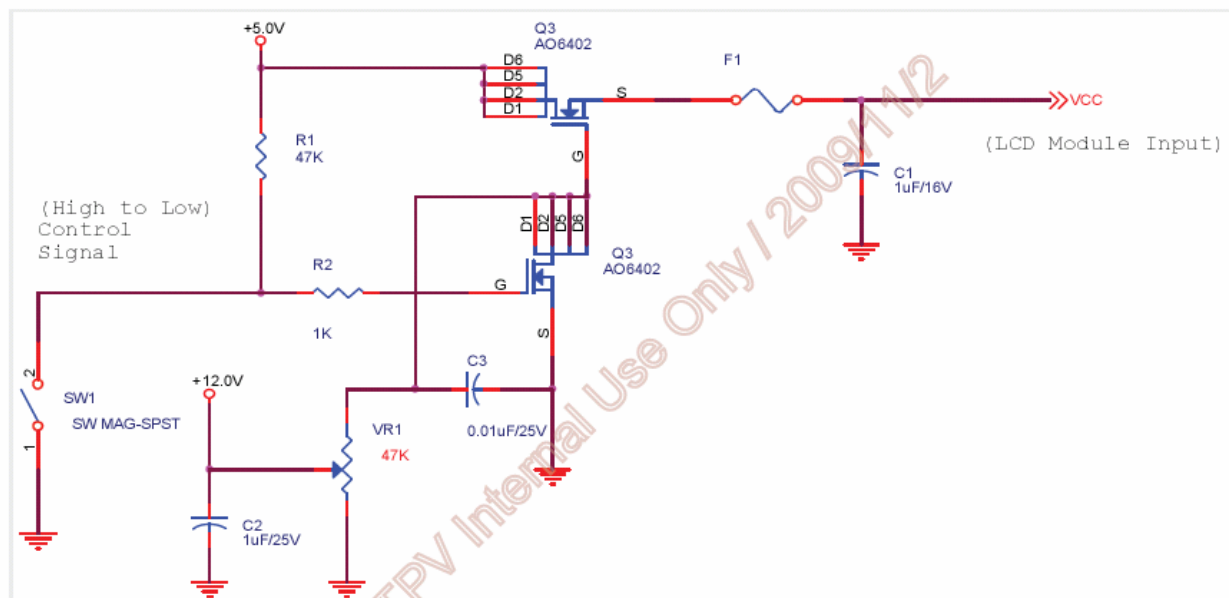 +5.0V
Q3
AO6402
D6
D5
D2
D1
S
G
F1
VCC
(LCD Module Input)
R1
47K
C1
1uF/16V
(High to Low)
Control
Signal
D1
D2
D5
D6
Q3
AO6402
R2
1K
G
S
+12.0V
C3
0.01uF/25V
2
SW1
SW MAG-SPST
1
VR1
47K
C2
1uF/25V
TPV Internal Use Only / 2009/11/2